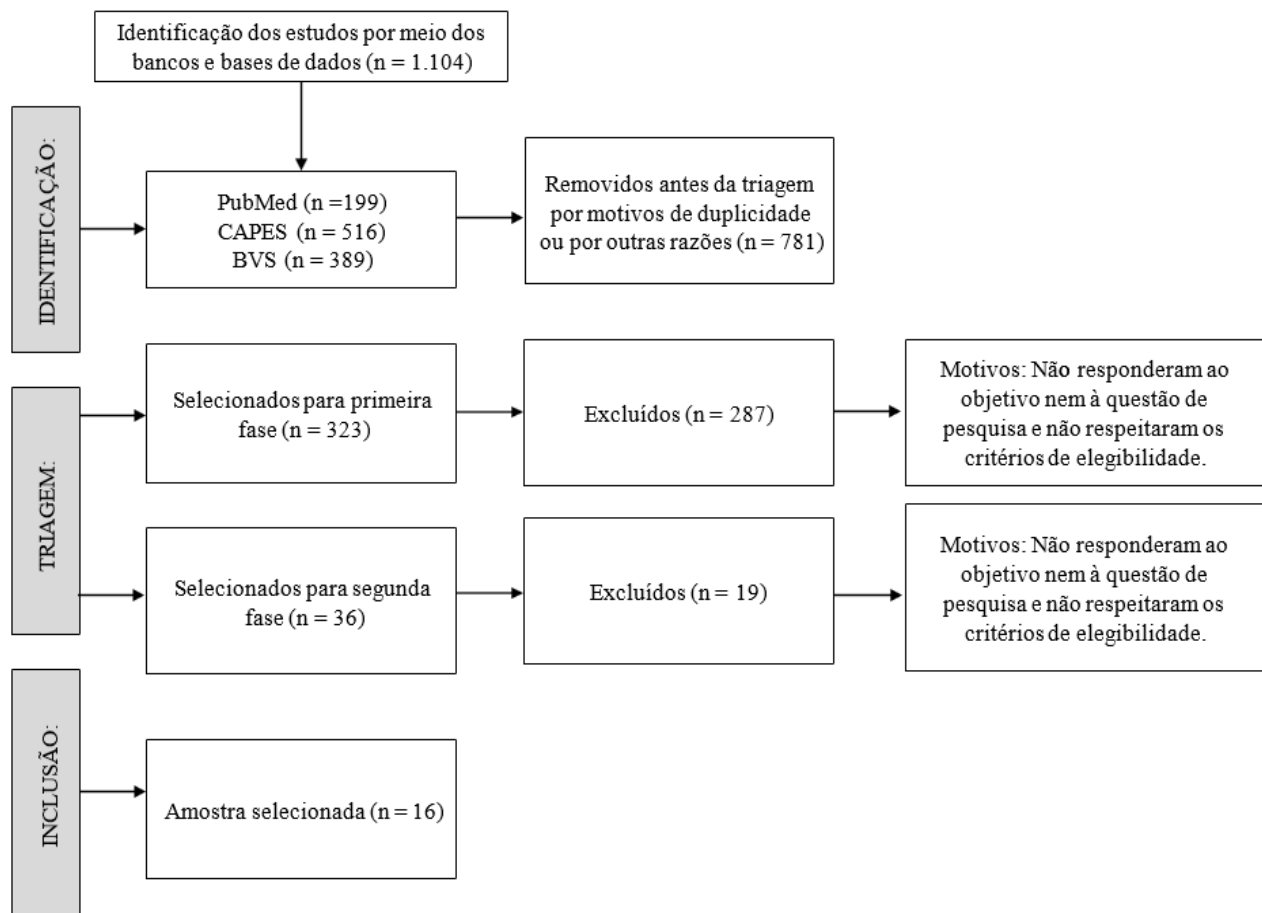 Identificação dos estudos por meio dos
bancos e bases de dados (n = 1.104)
IDENTIFICAÇÃO:
PubMed (n =199)
CAPES (n = 516)
BVS (n = 389)
Removidos antes da triagem
por motivos de duplicidade
ou por outras razões (n = 781)
TRIAGEM:
Selecionados para primeira
fase (n = 323)
Excluídos (n = 287)
Motivos: Não responderam ao
objetivo nem à questão de
pesquisa e não respeitaram os
critérios de elegibilidade.
Selecionados para segunda
fase (n = 36)
Excluídos (n = 19)
Motivos: Não responderam ao
objetivo nem à questão de
pesquisa e não respeitaram os
critérios de elegibilidade.
INCLUSÃO:
Amostra selecionada (n = 16)